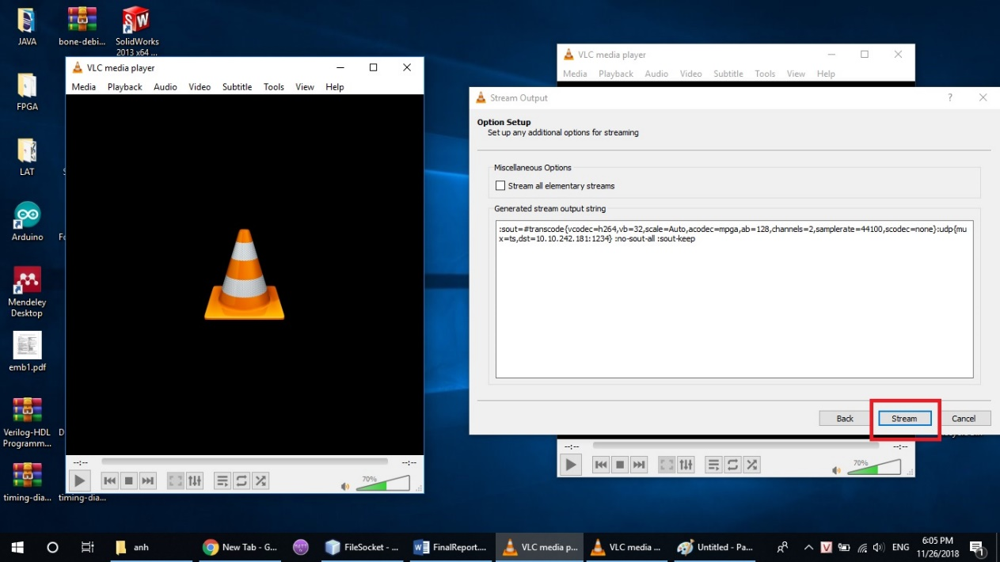 JAVA
bone-debi...
SolidWorks
2013 x64 ...
FPGA
LAT
Arduino
Mendeley
Desktop
emb1.pdf
Verilog-HDL
Programm...
timing-dia...
timing-dia...
VLC media player
Media Playback Audio Video Subtitle Tools View Help
--:--
--:--
70%
VLC media player
Media Playback Audio Video Subtitle Tools View Help
Stream Output
Option Setup
Set up any additional options for streaming
Miscellaneous Options
Stream all elementary streams
Generated stream output string
:sout=#transcode{vcodec=h264,vb=32,scale=Auto,acodec=mpga,ab=128,channels=2,samplerate=44100,scodec=none}:udp{mu
x=ts,dst=10.10.242.181:1234} :no-sout-all :sout-keep
Back
Stream
Cancel
--:--
--:--
70%
anh
New Tab - G...
FileSocket - ...
FinalReport....
VLC media p...
VLC media ...
Untitled - Pa...
ENG
6:05 PM
11/26/2018
1